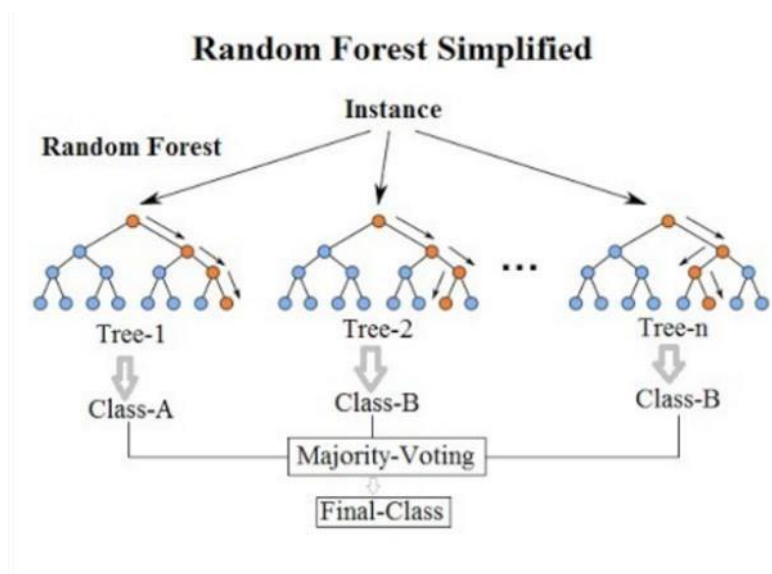 Random Forest Simplified
Instance
Random Forest
...
Tree-1
Tree-2
Tree-n
Class-A
Class-B
Class-B
Majority-Voting
Final-Class